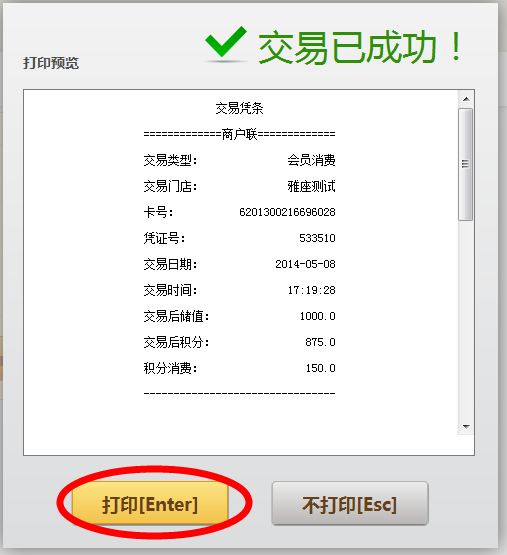 交易已成功！
打印预览
交易凭条
=============商户联=============
交易类型： 会员消费
交易门店： 雅座测试
卡号： 6201300216696028
凭证号： 533510
交易日期： 2014-05-08
交易时间： 17:19:28
交易后储值： 1000.0
交易后积分： 875.0
积分消费： 150.0
--------------------------------
打印[Enter] 不打印[Esc]